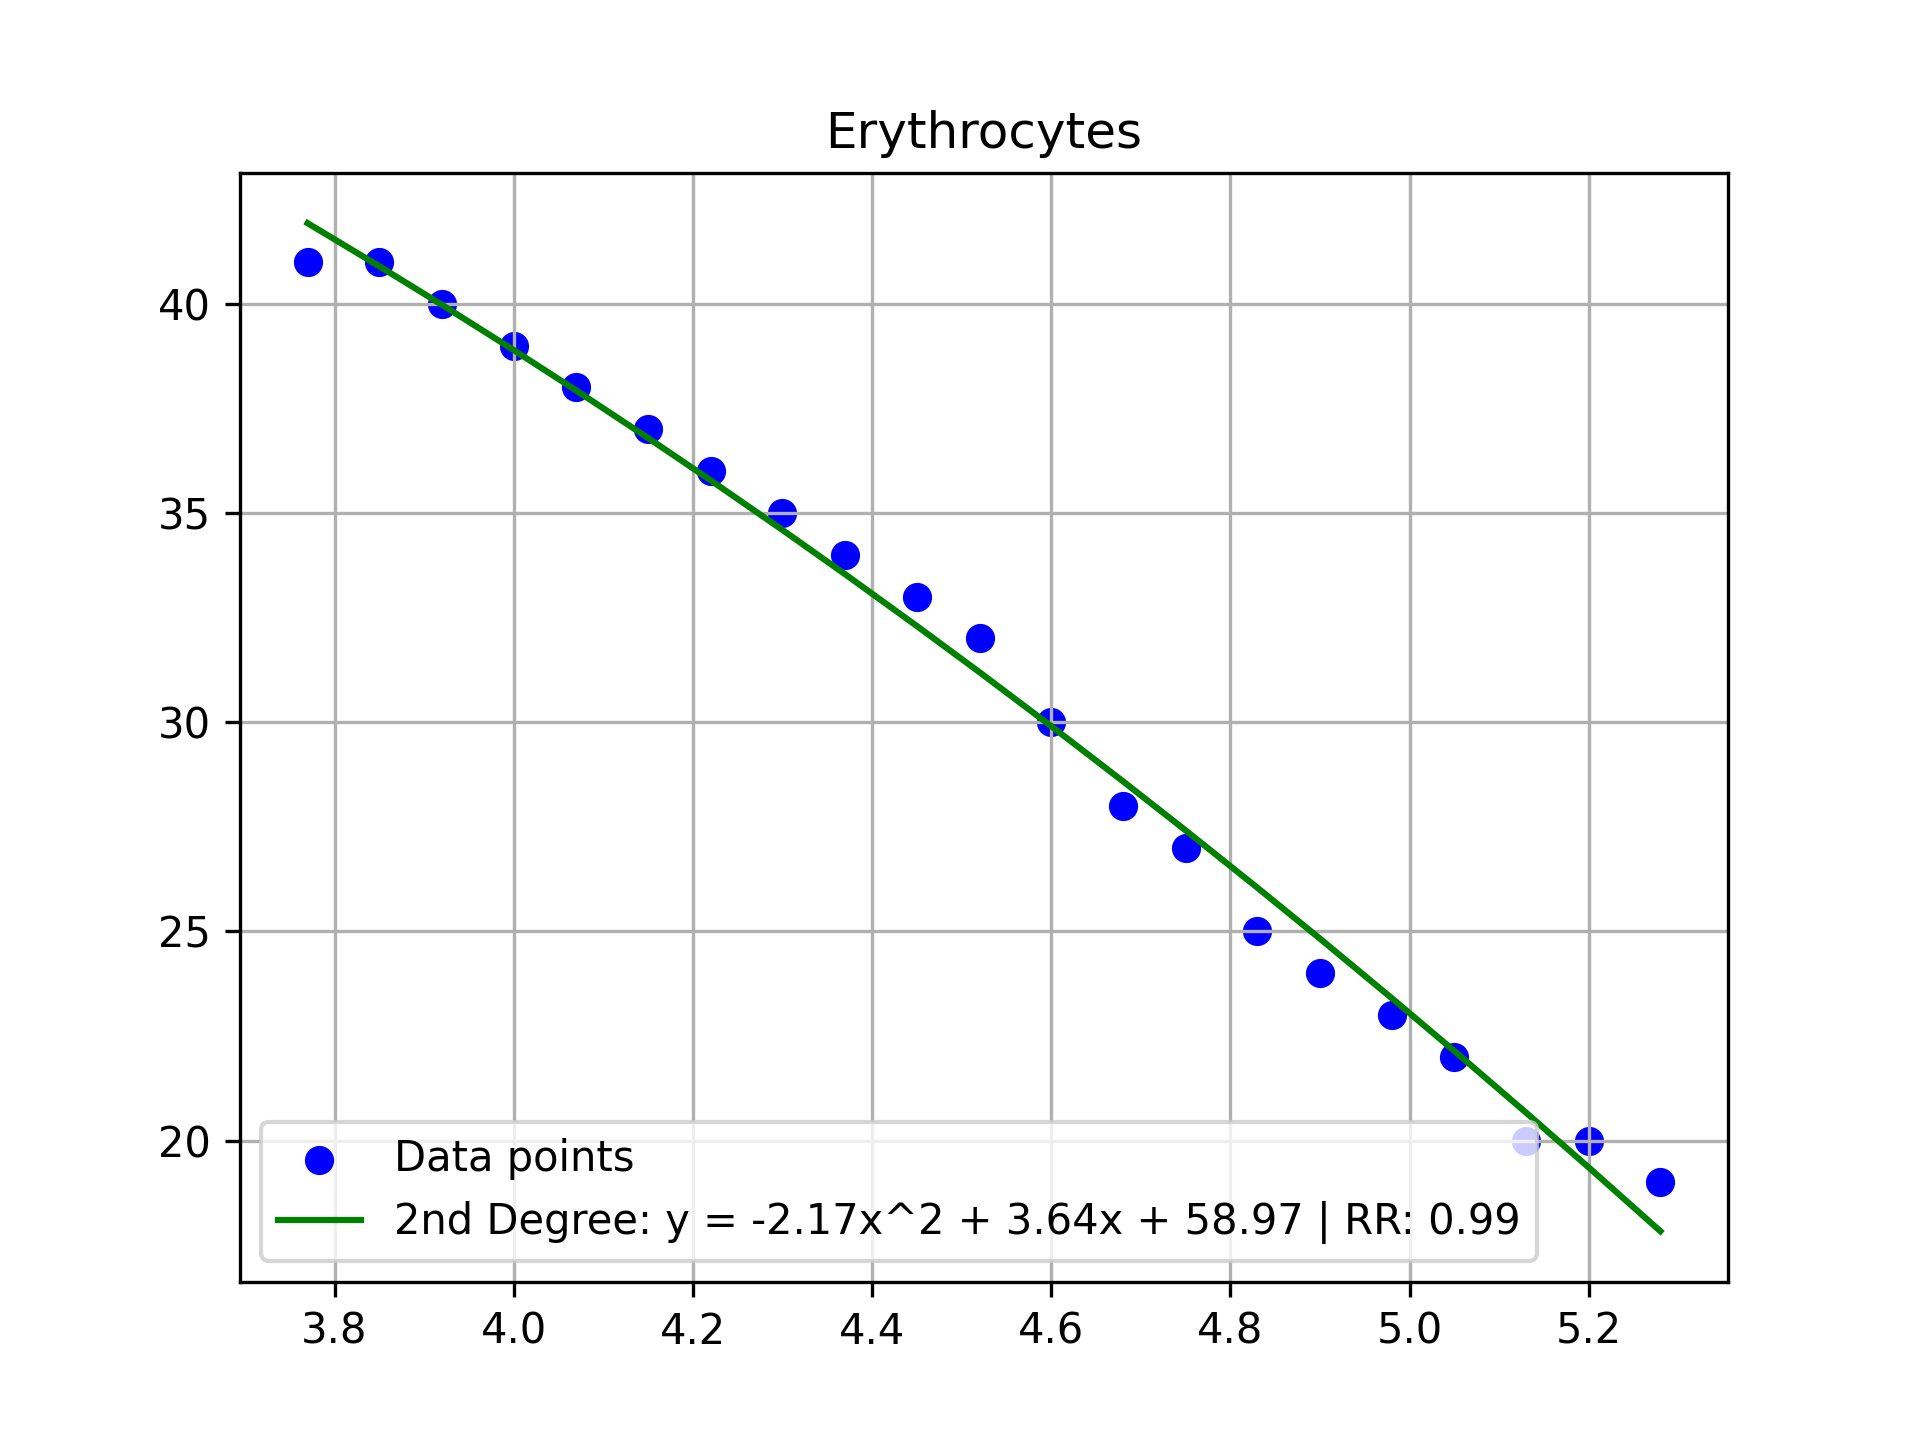 Erythrocytes
40
35
30
25
20
Data points
2nd Degree: y = -2.17x^2 + 3.64x + 58.97 | RR: 0.99
3.8 4.0 4.2 4.4 4.6 4.8 5.0 5.2